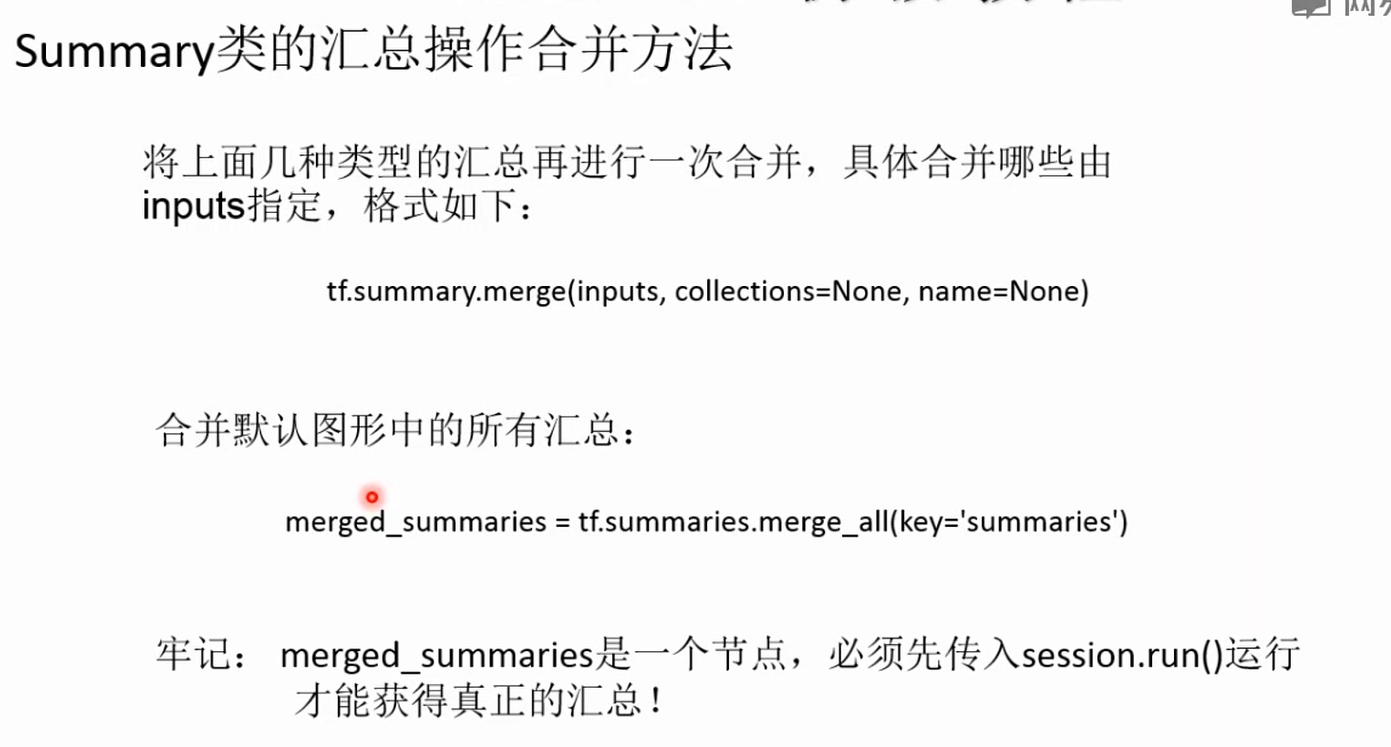 Summary类的汇总操作合并方法
将上面几种类型的汇总再进行一次合并，具体合并哪些由
inputs指定，格式如下：
tf.summary.merge(inputs, collections=None, name=None)
合并默认图形中的所有汇总：
merged_summaries = tf.summaries.merge_all(key='summaries')
牢记： merged_summaries是一个节点，必须先传入session.run()运行
才能获得真正的汇总！